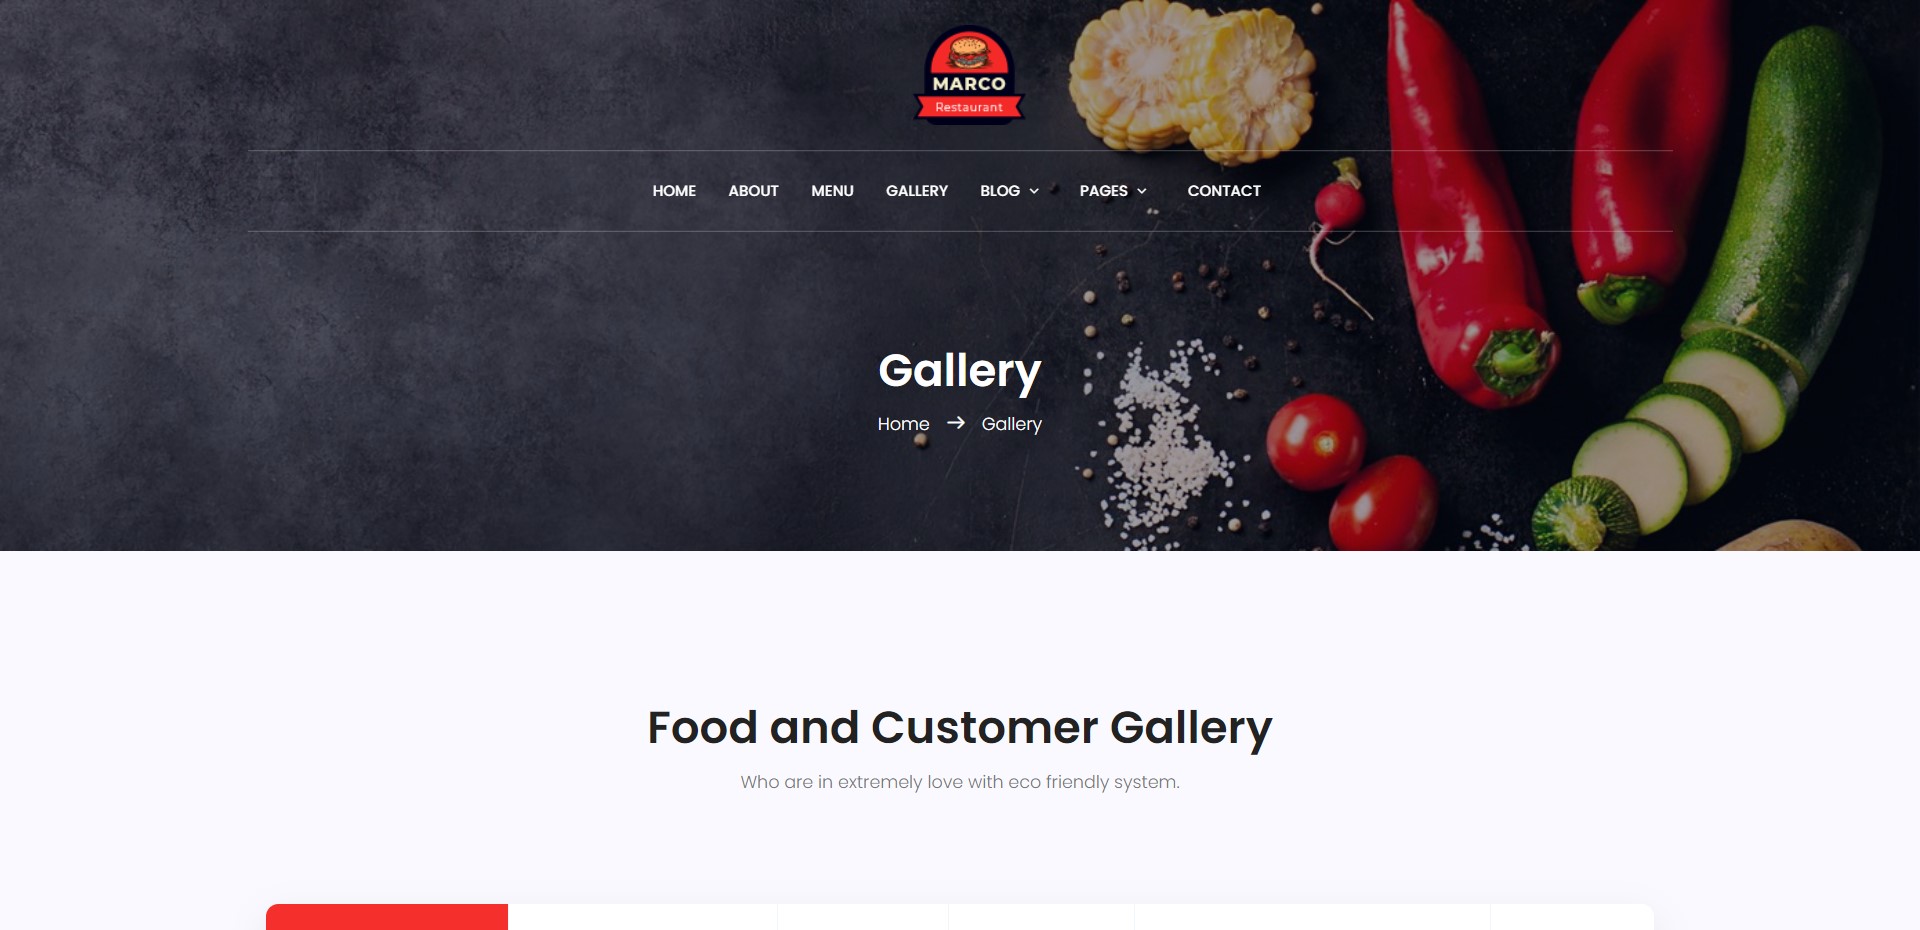 MARCO
Restaurant
HOME ABOUT MENU GALLERY BLOG PAGES CONTACT
Gallery
Home → Gallery
Food and Customer Gallery
Who are in extremely love with eco friendly system.